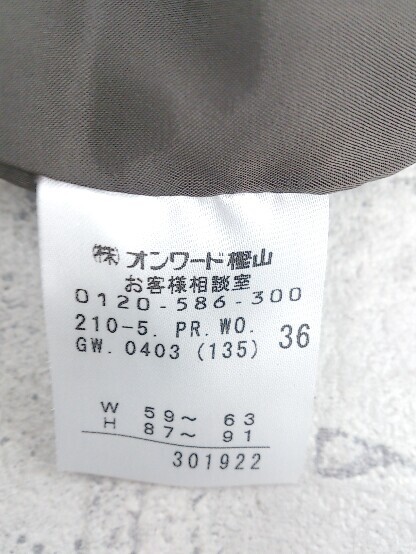 ㈱オンワード樫山
お客様相談室
0120-586-300
210-5. PR. WO.
GW. 0403 (135) 36
W 59～ 63
H 87～ 91
301922